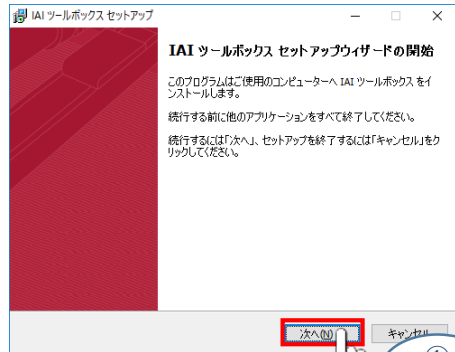 IAI ツールボックス セットアップ
IAI ツールボックス セットアップウィザードの開始
このプログラムはご使用のコンピューターへ IAI ツールボックス をイ
ンストールします。
続行する前に他のアプリケーションをすべて終了してください。
続行するには「次へ」、セットアップを終了するには「キャンセル」をク
リックしてください。
次へ(N)
キャンセル
①